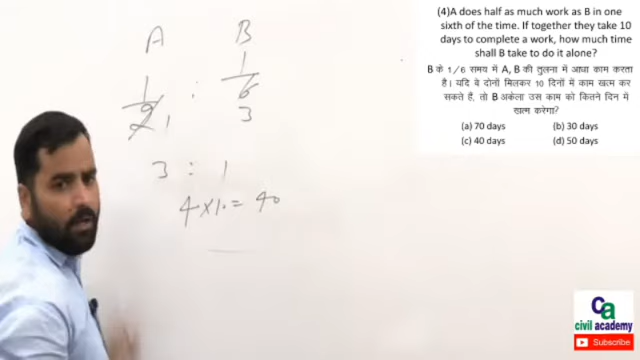 A B
1/2 1 : 1/6 3
3 : 1
4 × 10 = 40
(4)A does half as much work as B in one
sixth of the time. If together they take 10
days to complete a work, how much time
shall B take to do it alone?
B के 1/6 समय में A, B की तुलना में आधा काम करता
है। यदि वे दोनों मिलकर 10 दिनों में काम खत्म कर
सकते हैं, तो B अकेला उस काम को कितने दिन में
खत्म करेगा?
(a) 70 days (b) 30 days
(c) 40 days (d) 50 days
ca
civil academy
Subscribe